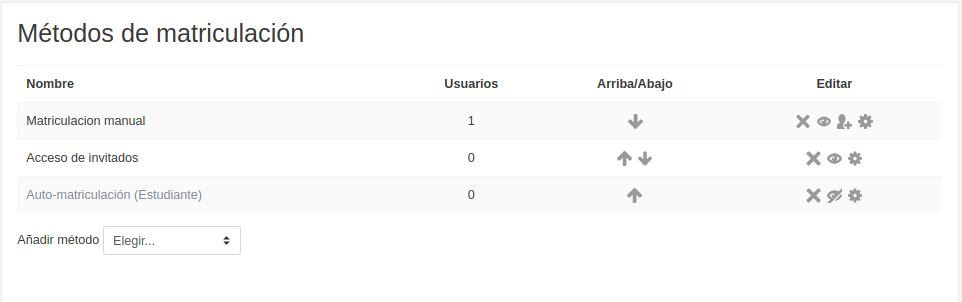 Métodos de matriculación
Nombre Usuarios Arriba/Abajo Editar
Matriculacion manual 1
Acceso de invitados 0
Auto-matriculación (Estudiante) 0
Añadir método Elegir...